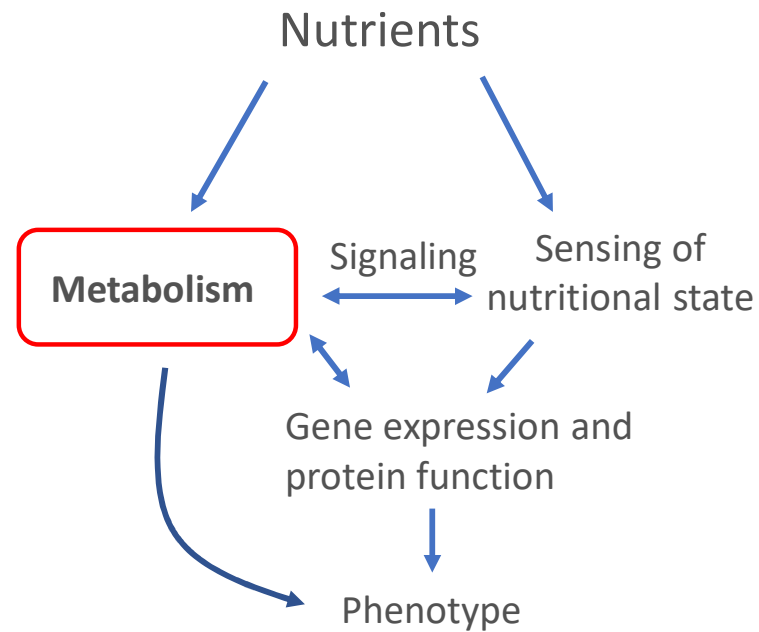 Nutrients
Signaling
Sensing of
nutritional state
Metabolism
Gene expression and
protein function
Phenotype